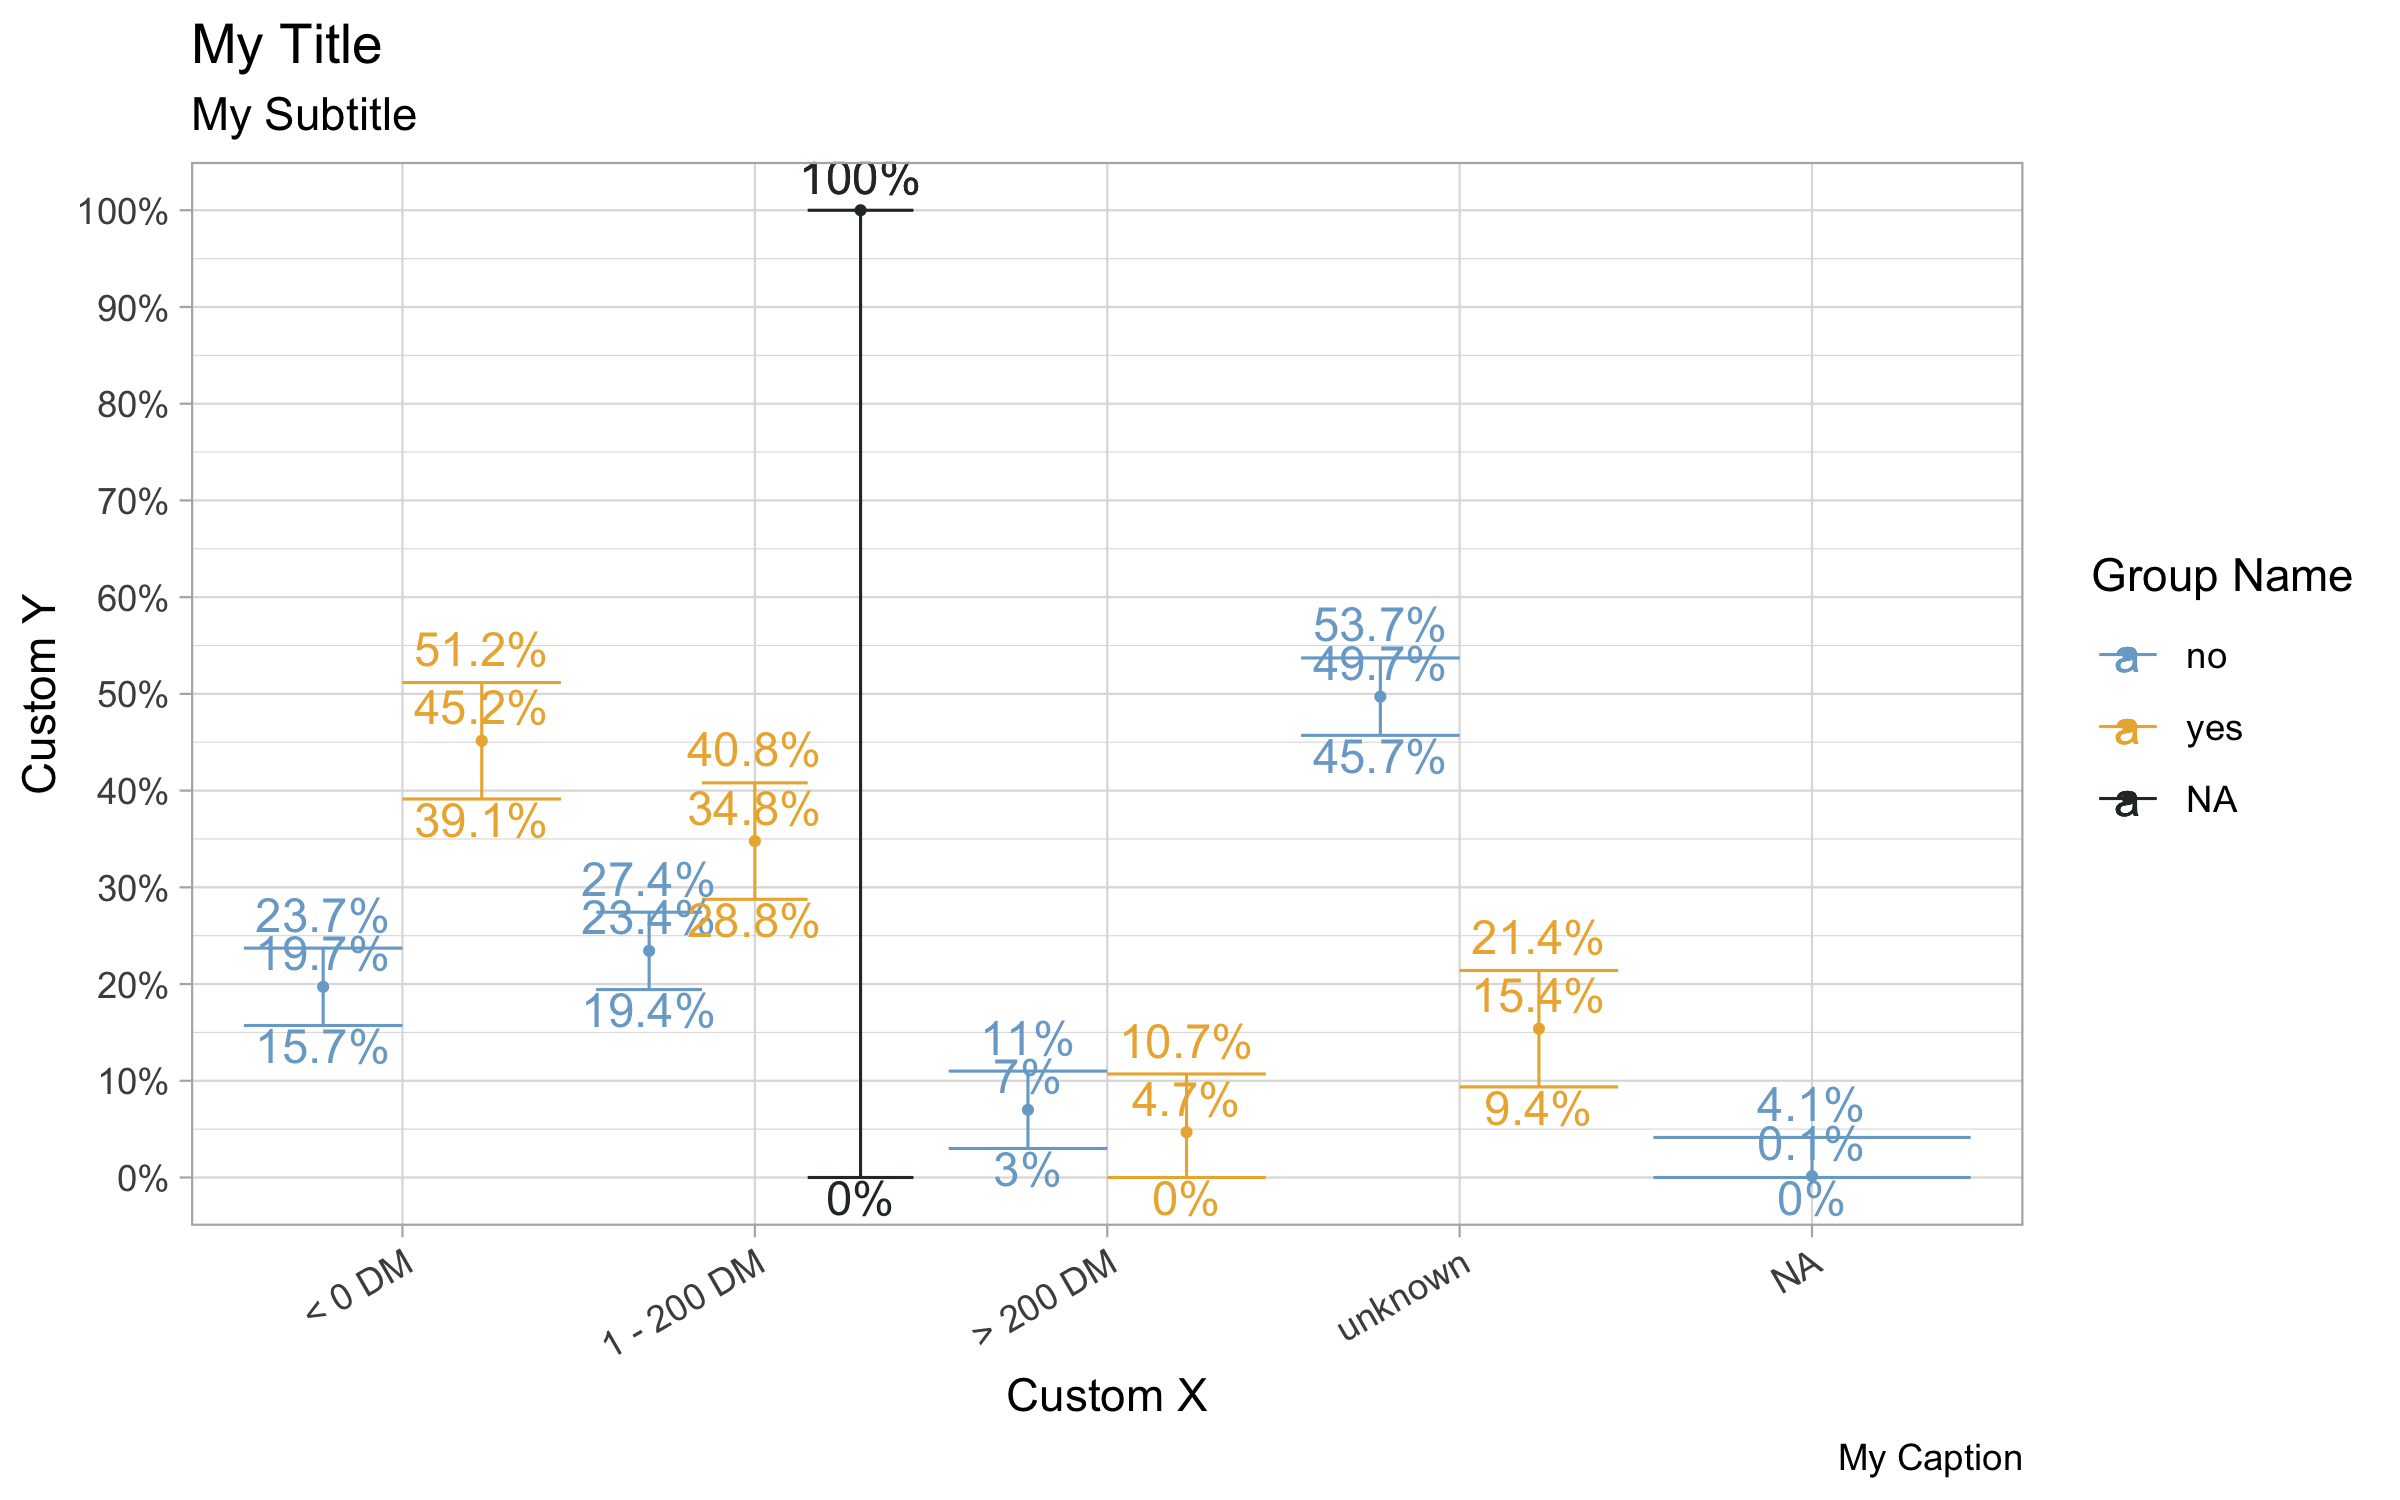 My Title
My Subtitle
100%
100%
90%
80%
70%
60%
50%
40%
30%
20%
10%
0%
Custom Y
23.7%
19.7%
15.7%
51.2%
45.2%
39.1%
27.4%
23.4%
19.4%
40.8%
34.8%
28.8%
0%
11%
7%
3%
10.7%
4.7%
0%
53.7%
49.7%
45.7%
21.4%
15.4%
9.4%
4.1%
0.1%
0%
Group Name
a no
a yes
a NA
< 0 DM
1 - 200 DM
> 200 DM
unknown
NA
Custom X
My Caption